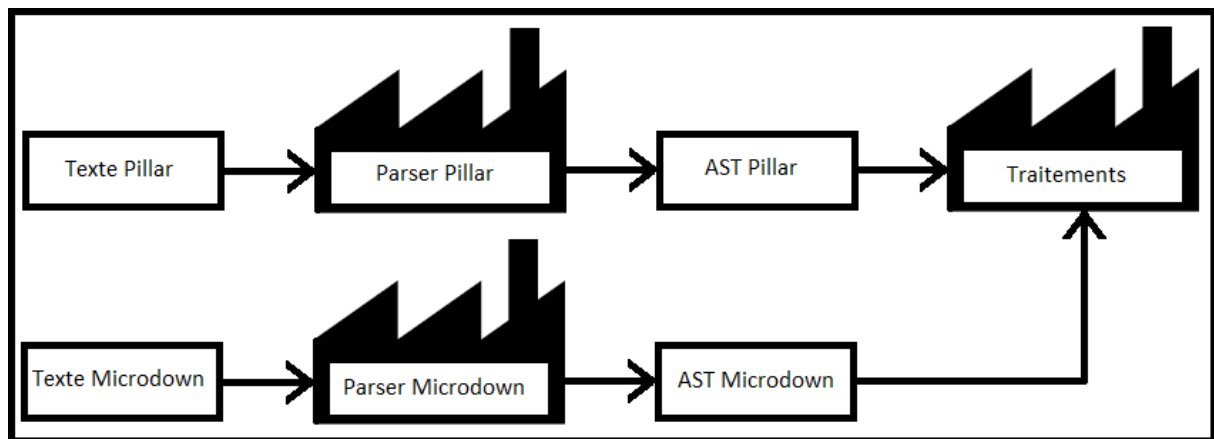 Texte Pillar
Parser Pillar
AST Pillar
Traitements
Texte Microdown
Parser Microdown
AST Microdown